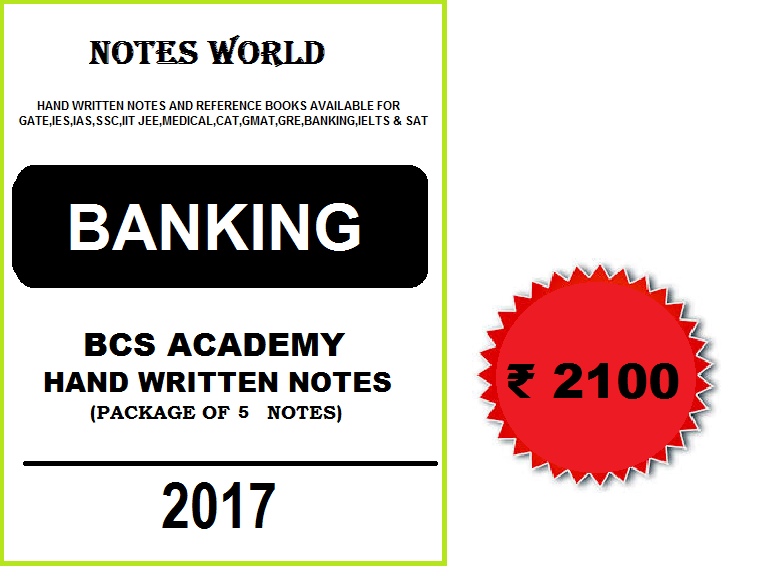 NOTES WORLD
HAND WRITTEN NOTES AND REFERENCE BOOKS AVAILABLE FOR
GATE,IES,IAS,SSC,IIT JEE,MEDICAL,CAT,GMAT,GRE,BANKING,IELTS & SAT
BANKING
BCS ACADEMY
HAND WRITTEN NOTES
(PACKAGE OF 5 NOTES)
2017
₹ 2100